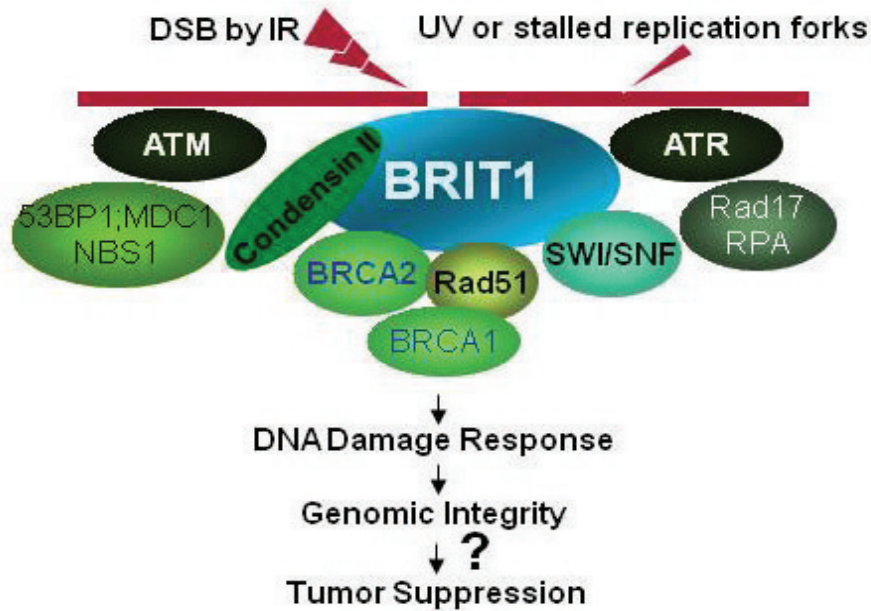 DSB by IR
UV or stalled replication forks
ATM
Condensin II
BRIT1
ATR
53BP1;MDC1
NBS1
Rad17
RPA
BRCA2
Rad51
SWI/SNF
BRCA1
DNA Damage Response
Genomic Integrity
?
Tumor Suppression